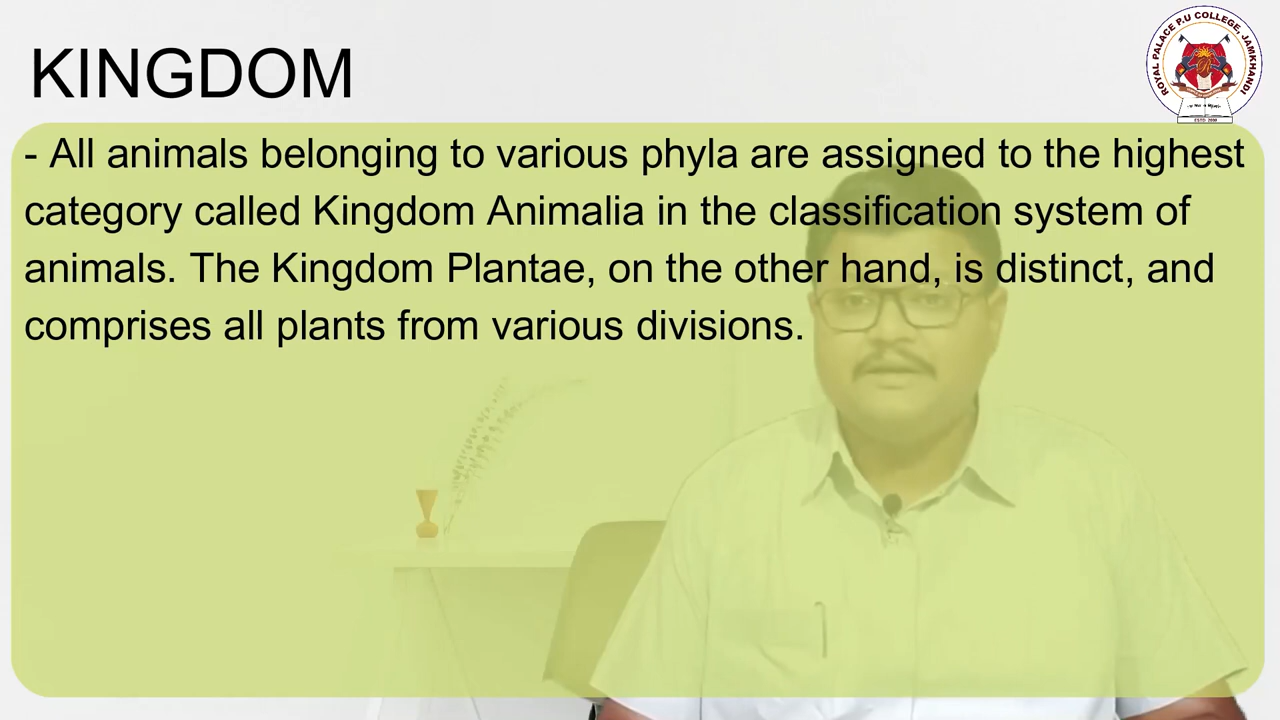 KINGDOM
ROYAL PALACE P.U COLLEGE, JAMKHANDI
- All animals belonging to various phyla are assigned to the highest
category called Kingdom Animalia in the classification system of
animals. The Kingdom Plantae, on the other hand, is distinct, and
comprises all plants from various divisions.